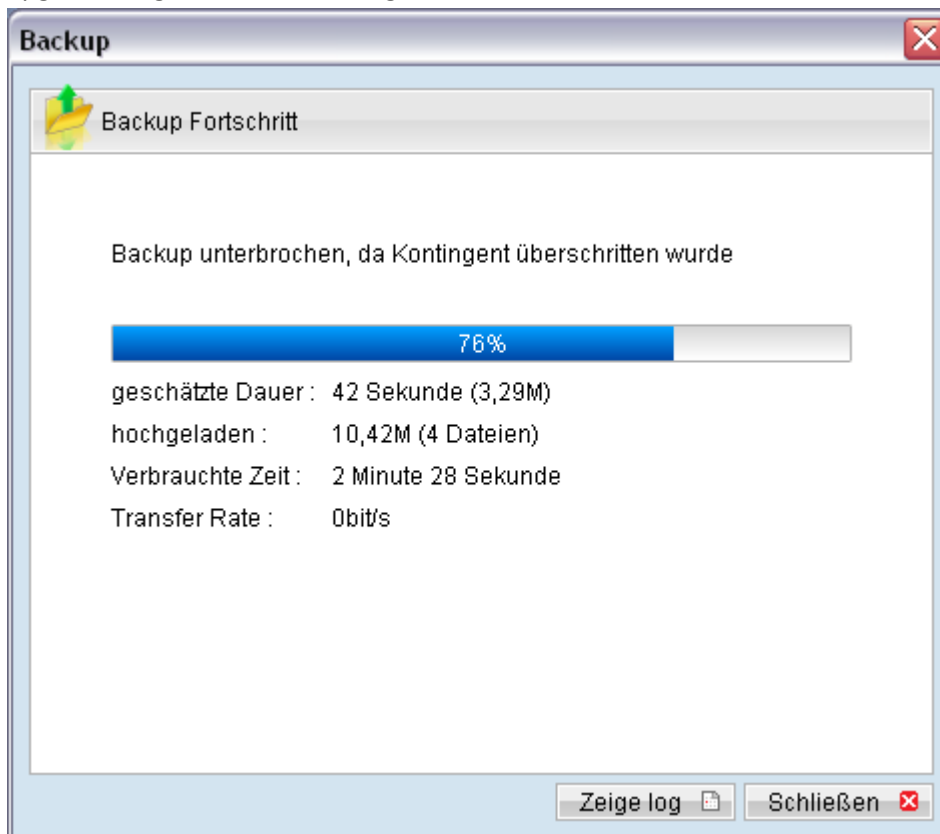 Backup
Backup Fortschritt
Backup unterbrochen, da Kontingent überschritten wurde
76%
geschätzte Dauer : 42 Sekunde (3,29M)
hochgeladen : 10,42M (4 Dateien)
Verbrauchte Zeit : 2 Minute 28 Sekunde
Transfer Rate : 0bit/s
Zeige log Schließen